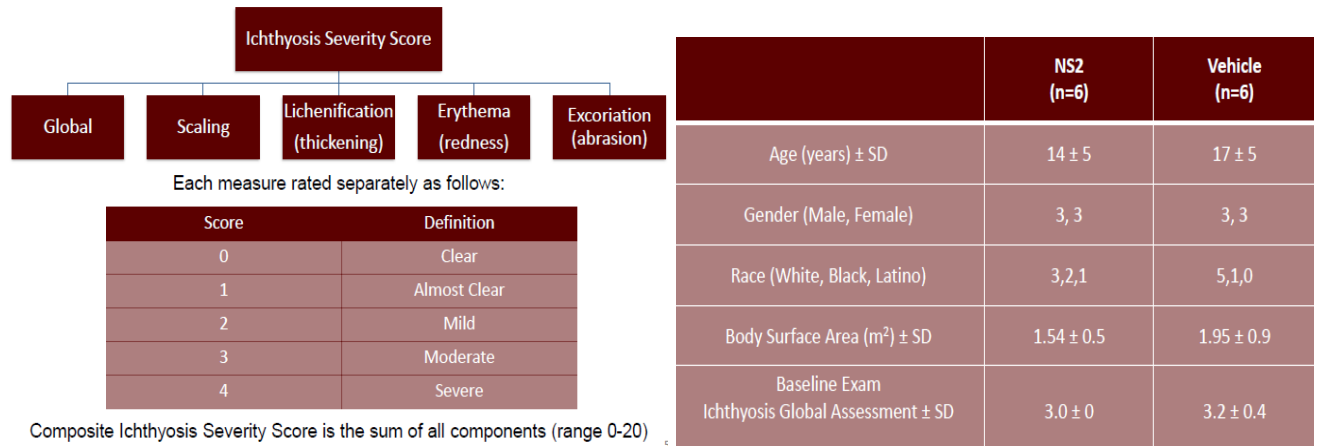 Ichthyosis Severity Score
Global
Scaling
Lichenification
(thickening)
Erythema
(redness)
Excoriation
(abrasion)
Each measure rated separately as follows:
Score Definition
0 Clear
1 Almost Clear
2 Mild
3 Moderate
4 Severe
Composite Ichthyosis Severity Score is the sum of all components (range 0-20)
5
NS2
(n=6)
Vehicle
(n=6)
Age (years) ± SD 14 ± 5 17 ± 5
Gender (Male, Female) 3, 3 3, 3
Race (White, Black, Latino) 3,2,1 5,1,0
Body Surface Area (m²) ± SD 1.54 ± 0.5 1.95 ± 0.9
Baseline Exam
Ichthyosis Global Assessment ± SD 3.0 ± 0 3.2 ± 0.4